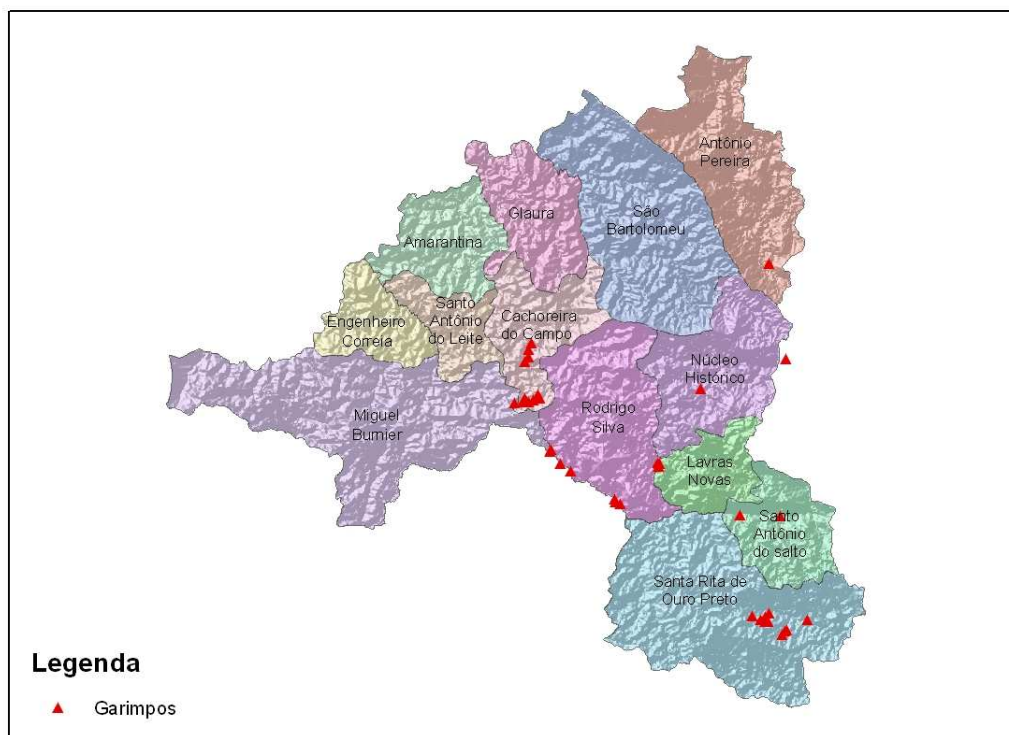 Antônio
Pereira
São
Bartolomeu
Glaura
Amarantina
Santo
Antônio
do Leite
Cachoreira
do Campo
Engenheiro
Correia
Núcleo
Histórico
Miguel
Burnier
Rodrigo
Silva
Lavras
Novas
Santo
Antônio
do salto
Santa Rita de
Ouro Preto
Legenda
Garimpos